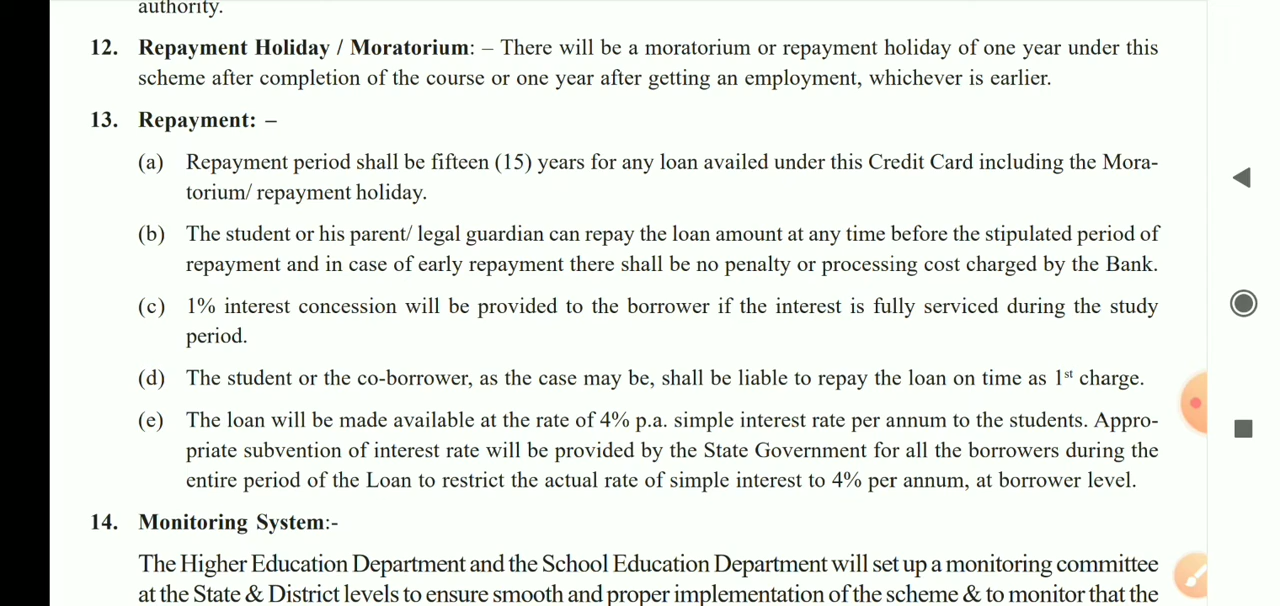 authority.
12. Repayment Holiday / Moratorium: – There will be a moratorium or repayment holiday of one year under this
scheme after completion of the course or one year after getting an employment, whichever is earlier.
13. Repayment: –
(a) Repayment period shall be fifteen (15) years for any loan availed under this Credit Card including the Mora-
torium/ repayment holiday.
(b) The student or his parent/ legal guardian can repay the loan amount at any time before the stipulated period of
repayment and in case of early repayment there shall be no penalty or processing cost charged by the Bank.
(c) 1% interest concession will be provided to the borrower if the interest is fully serviced during the study
period.
(d) The student or the co-borrower, as the case may be, shall be liable to repay the loan on time as 1st charge.
(e) The loan will be made available at the rate of 4% p.a. simple interest rate per annum to the students. Appro-
priate subvention of interest rate will be provided by the State Government for all the borrowers during the
entire period of the Loan to restrict the actual rate of simple interest to 4% per annum, at borrower level.
14. Monitoring System:-
The Higher Education Department and the School Education Department will set up a monitoring committee
at the State & District levels to ensure smooth and proper implementation of the scheme & to monitor that the